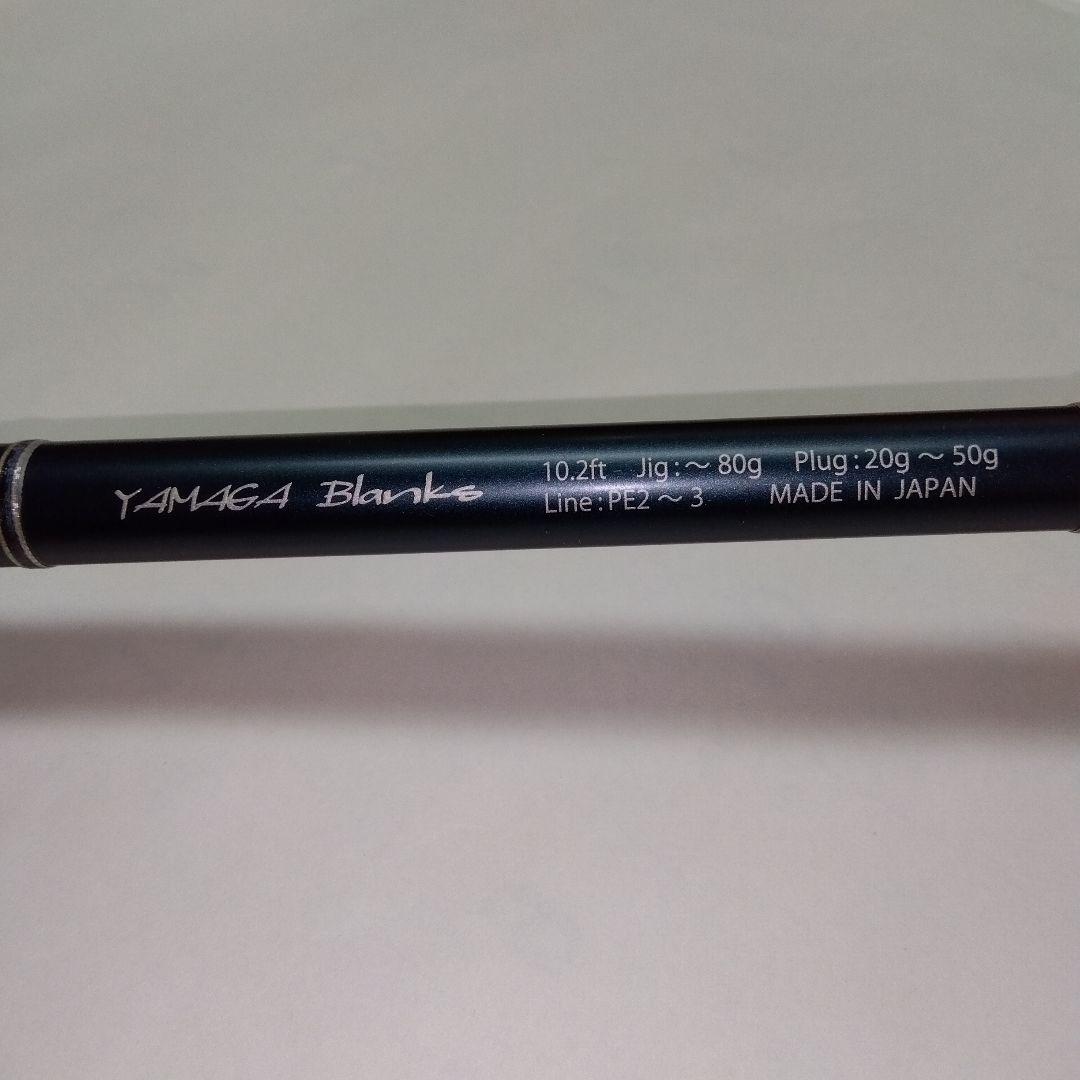 YAMAGA Blanks
10.2ft Jig:～80g Plug:20g～50g
Line:PE2～3 MADE IN JAPAN